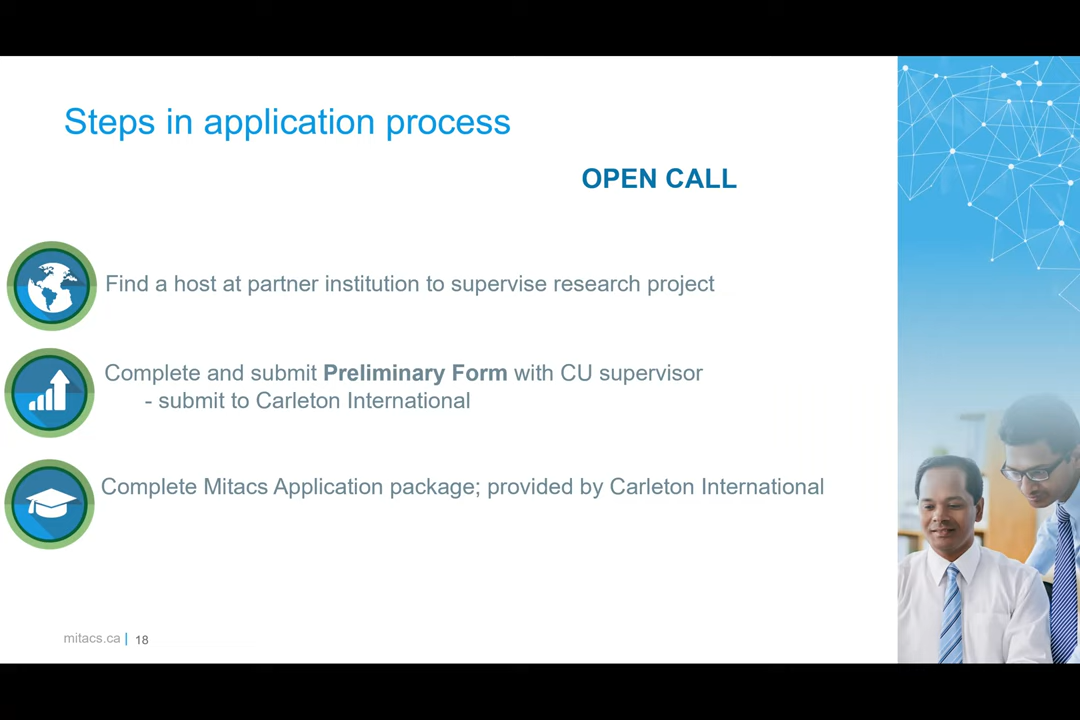 Steps in application process
OPEN CALL
Find a host at partner institution to supervise research project
Complete and submit Preliminary Form with CU supervisor
- submit to Carleton International
Complete Mitacs Application package; provided by Carleton International
mitacs.ca | 18